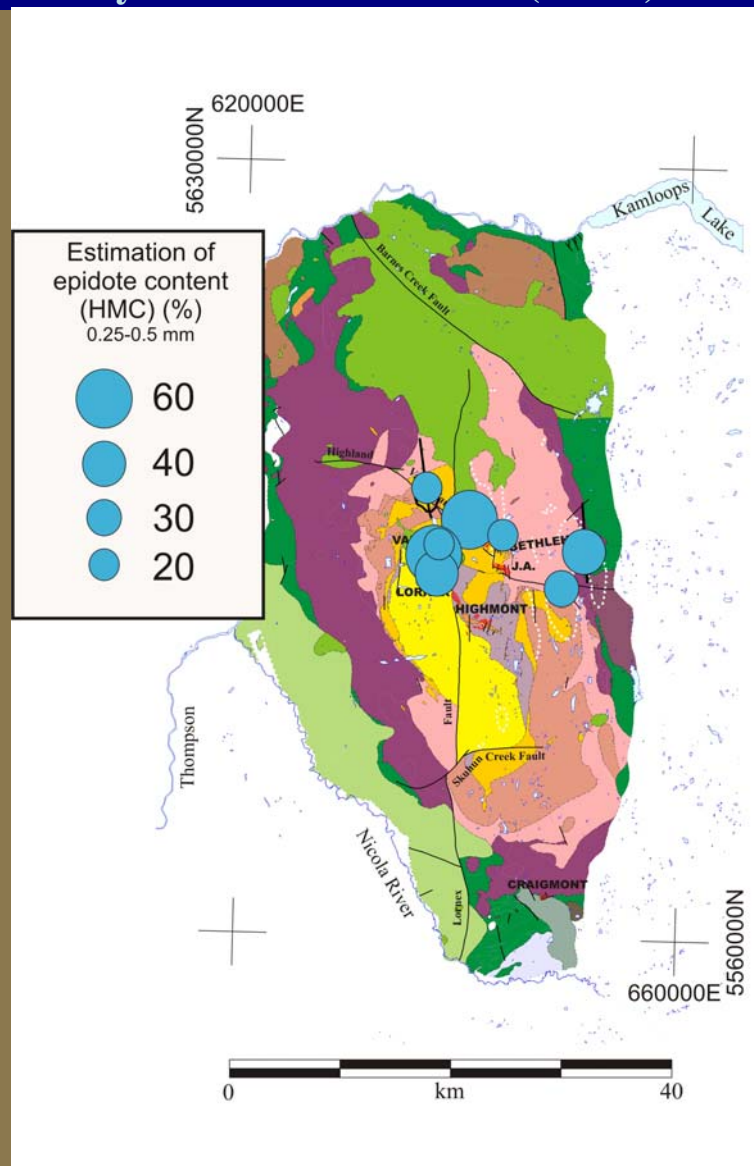 620000E
5630000N
Kamloops
Lake
Estimation of
epidote content
(HMC) (%)
0.25-0.5 mm
60
40
30
20
Barnes Creek Fault
Highland
J.A.
HIGHMONT
Fault
Skuhun Creek Fault
Thompson
Nicola River
Lornex
CRAIGMONT
5560000N
660000E
0 km 40